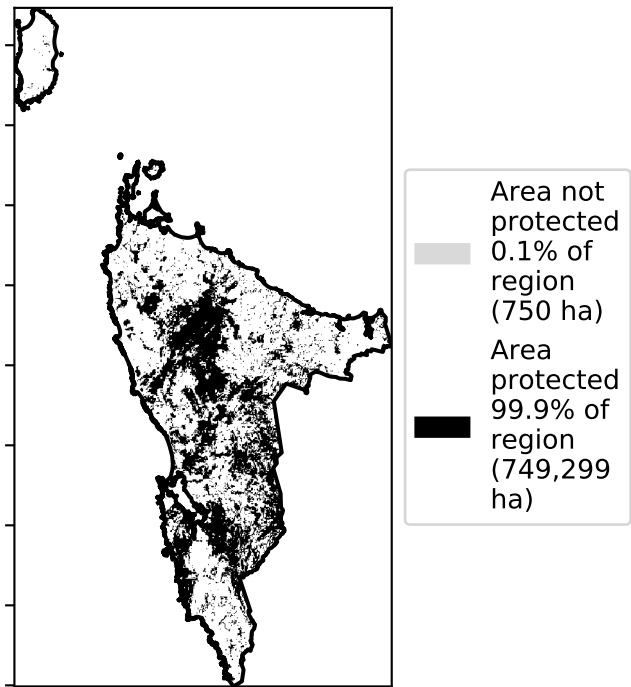 Area not
protected
0.1% of
region
(750 ha)
Area
protected
99.9% of
region
(749,299
ha)